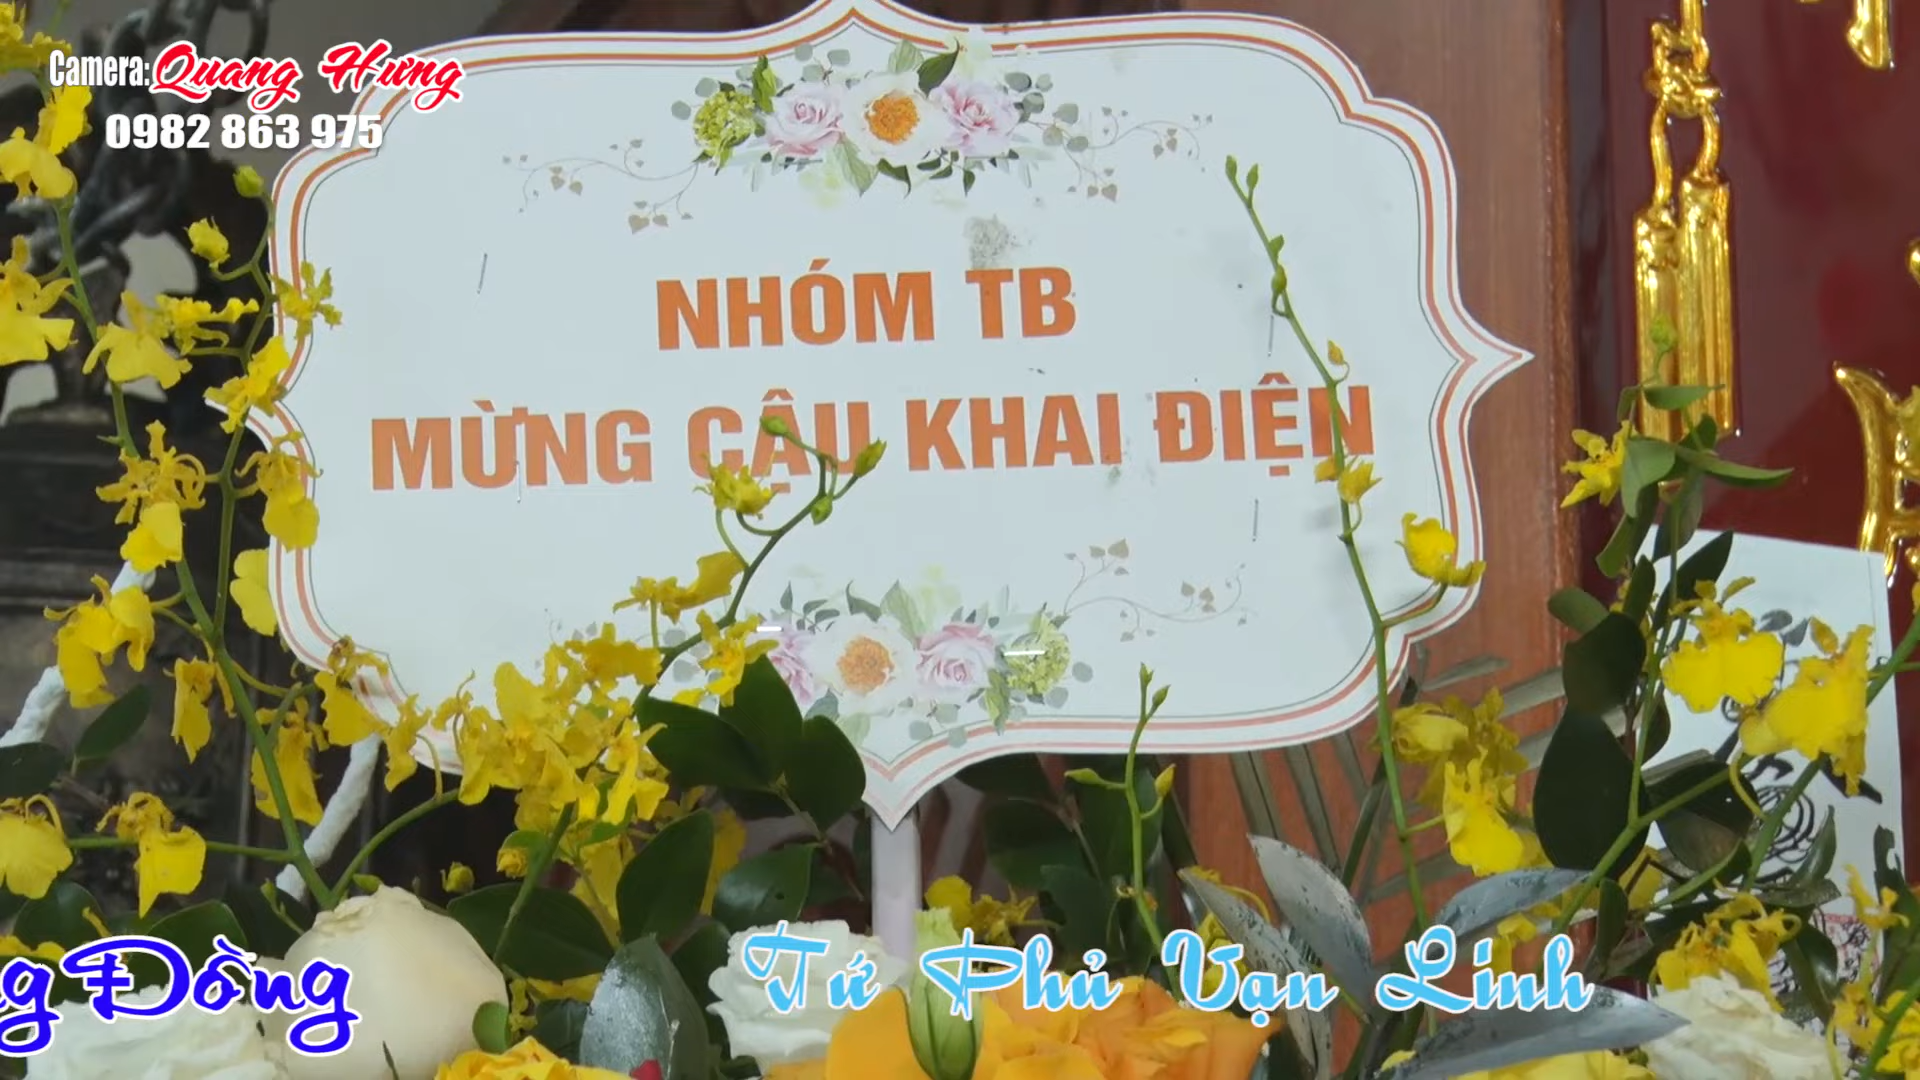 Camera: Quang Hưng
0982 863 975
NHÓM TB
MỪNG CẬU KHAI ĐIỆN
Đồng
Tứ Phủ Vạn Linh